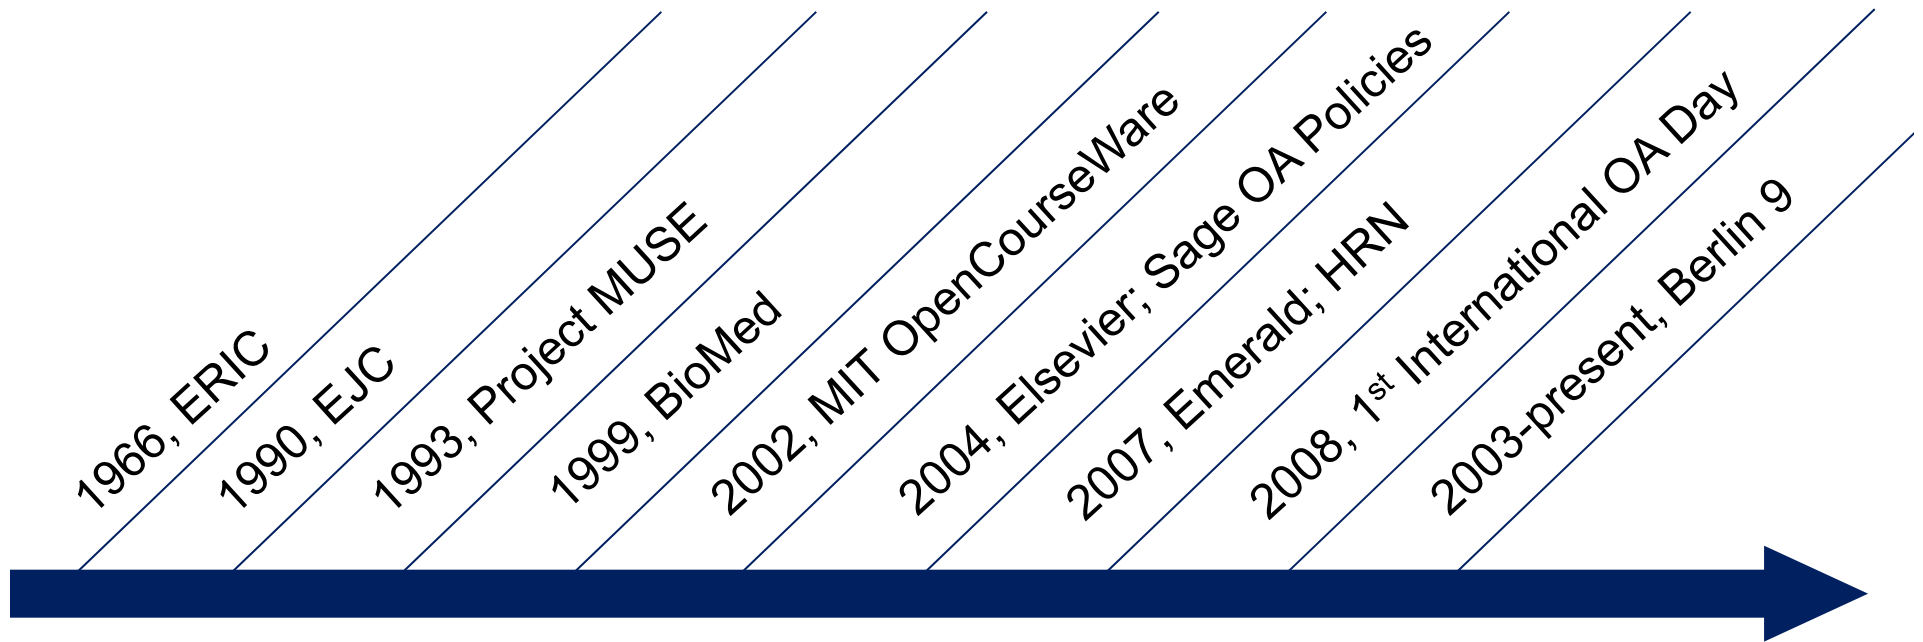 1966, ERIC
1990, EJC
1993, Project MUSE
1999, BioMed
2002, MIT OpenCourseWare
2004, Elsevier; Sage OA Policies
2007, Emerald; HRN
2008, 1st International OA Day
2003-present, Berlin 9